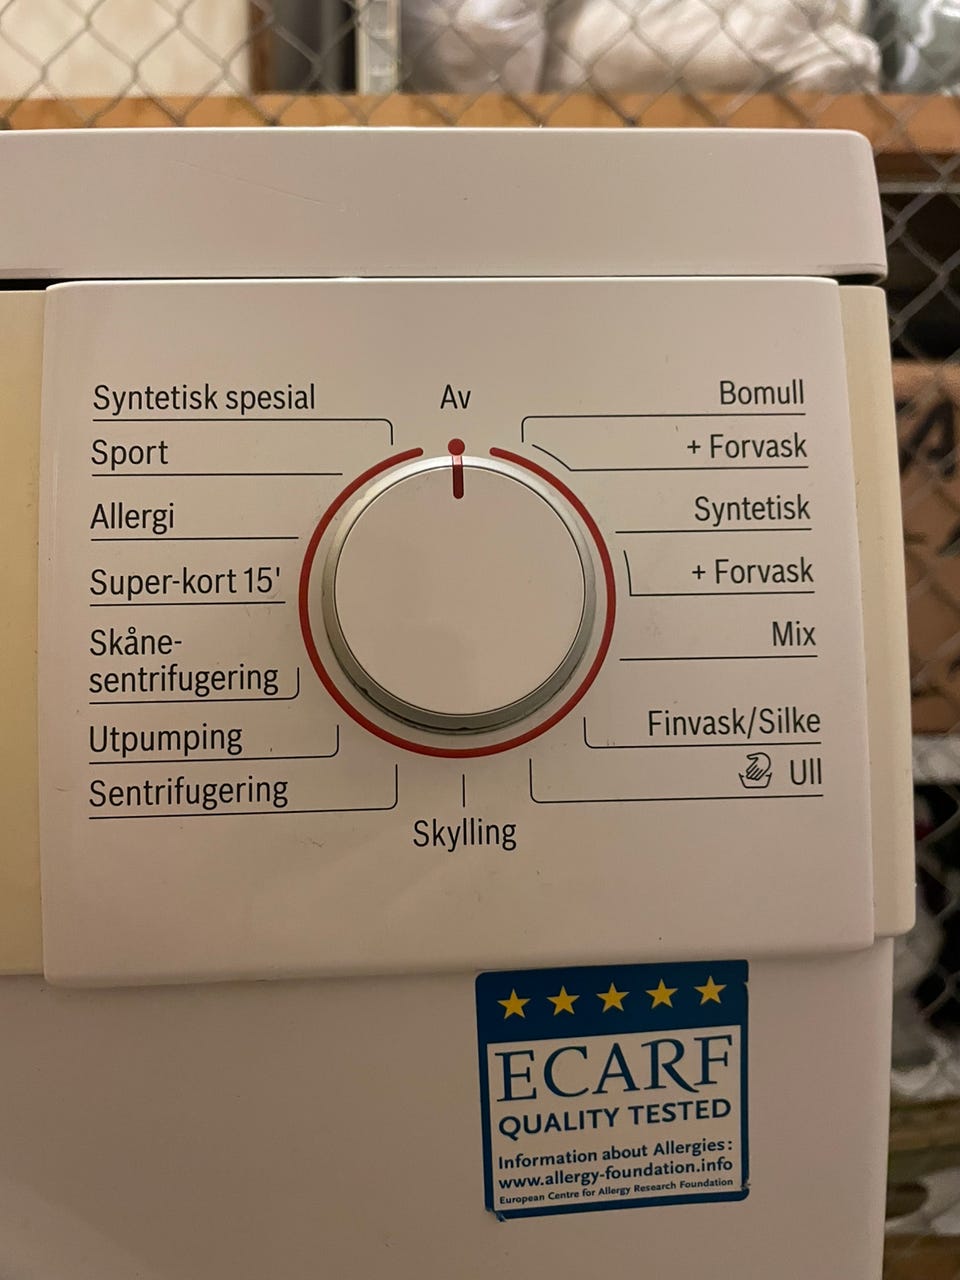 Av
Syntetisk spesial
Sport
Allergi
Super-kort 15'
Skåne-
sentrifugering
Utpumping
Sentrifugering
Skylling
Bomull
+ Forvask
Syntetisk
+ Forvask
Mix
Finvask/Silke
Ull
ECARF
QUALITY TESTED
Information about Allergies:
www.allergy-foundation.info
European Centre for Allergy Research Foundation